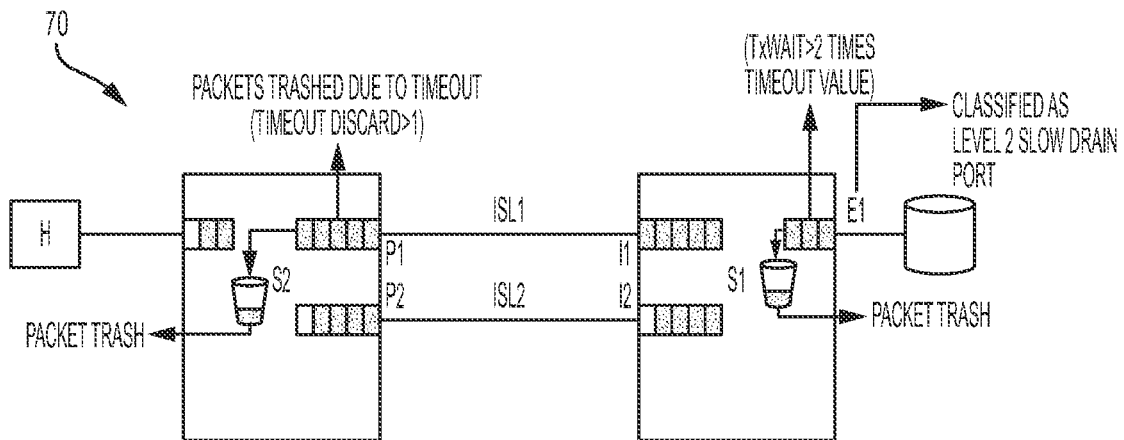 70
PACKETS TRASHED DUE TO TIMEOUT
(TIMEOUT DISCARD>1)
(TxWAIT>2 TIMES
TIMEOUT VALUE)
CLASSIFIED AS
LEVEL 2 SLOW DRAIN
PORT
H
ISL1
E1
P1
I1
S2
S1
P2
ISL2
I2
PACKET TRASH
PACKET TRASH